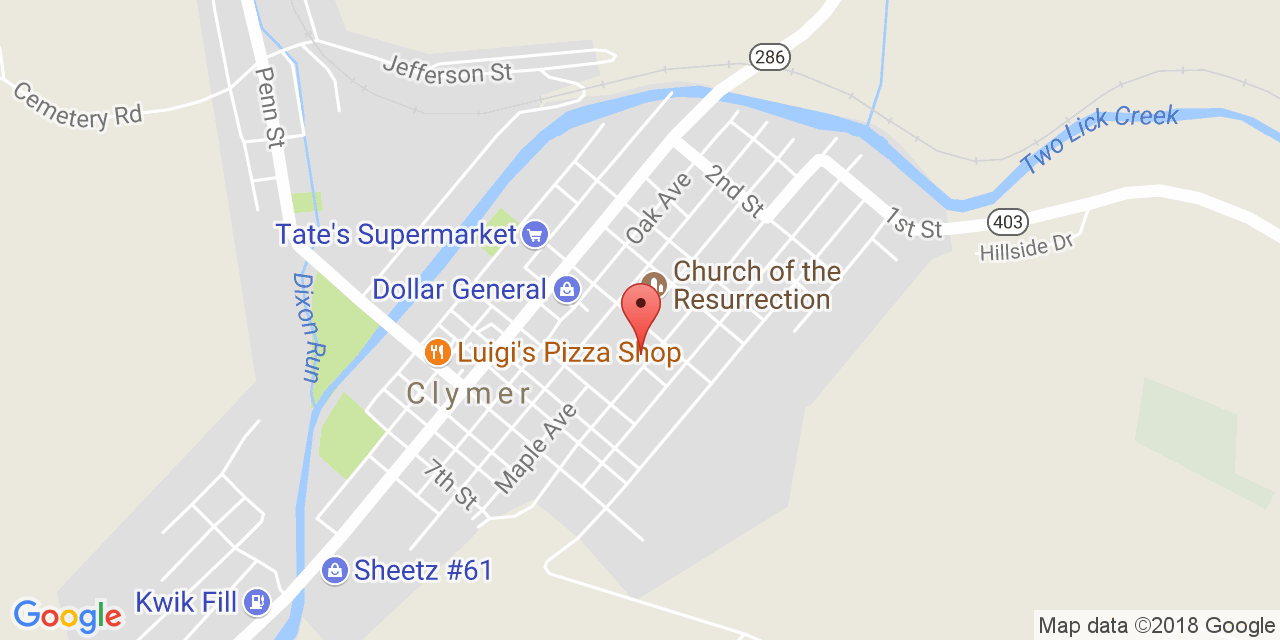 286
Jefferson St
Cemetery Rd
Penn St
Two Lick Creek
2nd St
Oak Ave
1st St
403
Hillside Dr
Tate's Supermarket
Church of the
Resurrection
Dollar General
Dixon Run
Luigi's Pizza Shop
Clymer
Maple Ave
7th St
Sheetz #61
Kwik Fill
Google
Map data ©2018 Google